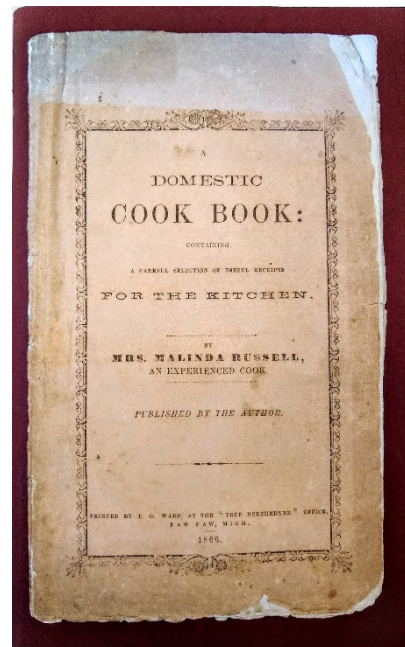 A
DOMESTIC
COOK BOOK:
CONTAINING
A CAREFUL SELECTION OF USEFUL RECEIPTS
FOR THE KITCHEN.
BY
MRS. MALINDA RUSSELL,
AN EXPERIENCED COOK
PUBLISHED BY THE AUTHOR.
PRINTED BY T. O. WARD, AT THE "TRUE NORTHERNER" OFFICE,
PAW PAW, MICH.
1866.